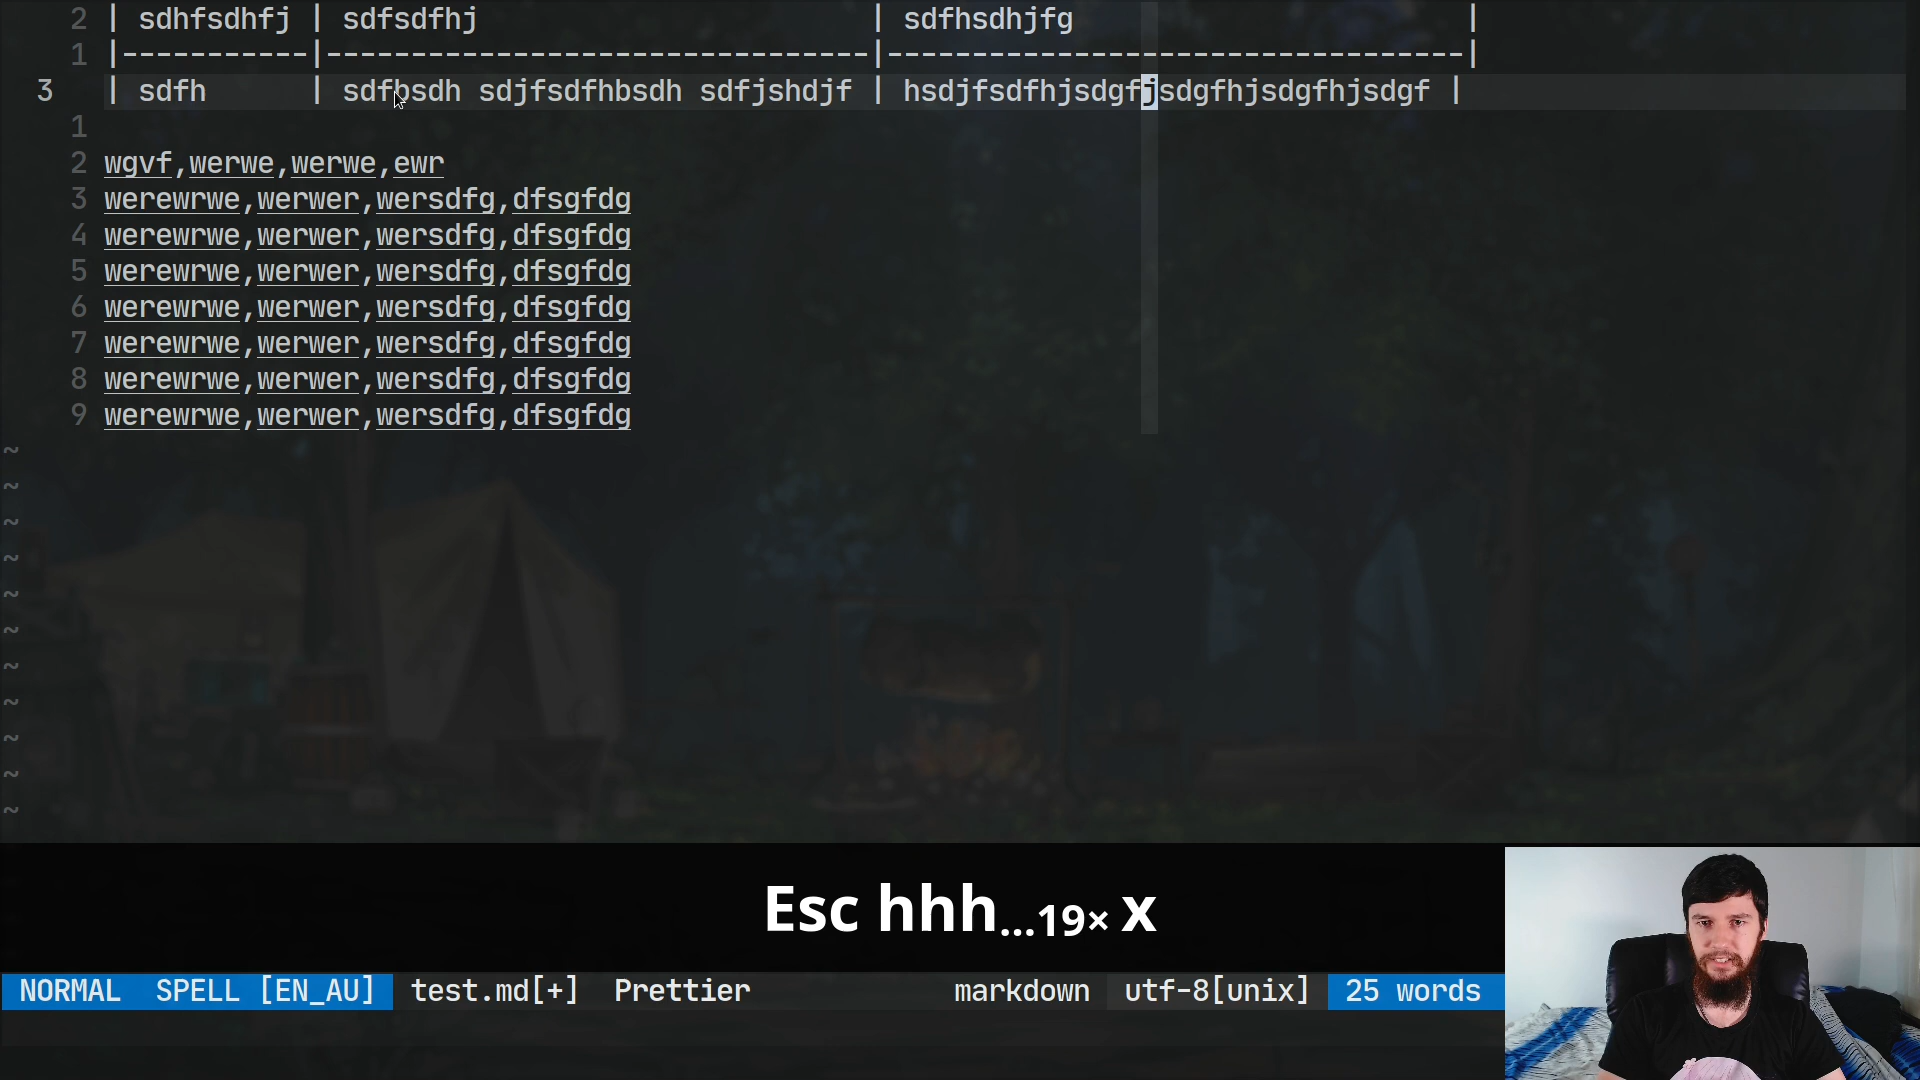 2 | sdhfsdhfj | sdfsdfhj | sdfhsdhjfg |
1 |-----------|--------------------------------|----------------------------------|
3 | sdfh | sdfbsdh sdjfsdfhbsdh sdfjshdjf | hsdjfsdfhjsdgfjsdgfhjsdgfhjsdgf |
1
2 wgvf,werwe,werwe,ewr
3 werewrwe,werwer,wersdfg,dfsgfdg
4 werewrwe,werwer,wersdfg,dfsgfdg
5 werewrwe,werwer,wersdfg,dfsgfdg
6 werewrwe,werwer,wersdfg,dfsgfdg
7 werewrwe,werwer,wersdfg,dfsgfdg
8 werewrwe,werwer,wersdfg,dfsgfdg
9 werewrwe,werwer,wersdfg,dfsgfdg
~
~
~
~
~
~
~
~
~
~
~
Esc hhh...19× x
NORMAL SPELL [EN_AU] test.md[+] Prettier markdown utf-8[unix] 25 words